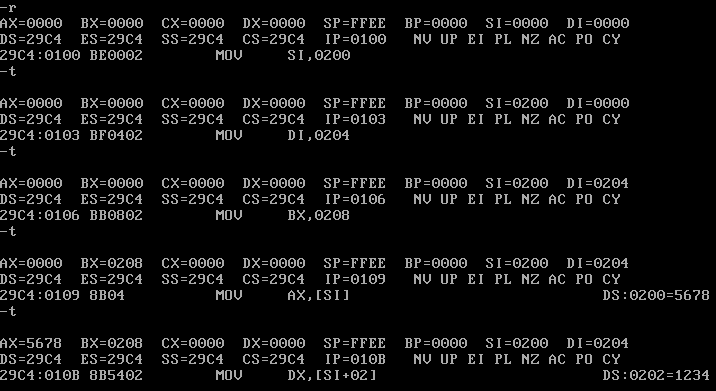 -r
AX=0000  BX=0000  CX=0000  DX=0000  SP=FFEE  BP=0000  SI=0000  DI=0000
DS=29C4  ES=29C4  SS=29C4  CS=29C4  IP=0100   NV UP EI PL NZ AC PO CY
29C4:0100 BE0002        MOV     SI,0200
-t
AX=0000  BX=0000  CX=0000  DX=0000  SP=FFEE  BP=0000  SI=0200  DI=0000
DS=29C4  ES=29C4  SS=29C4  CS=29C4  IP=0103   NV UP EI PL NZ AC PO CY
29C4:0103 BF0402        MOV     DI,0204
-t
AX=0000  BX=0000  CX=0000  DX=0000  SP=FFEE  BP=0000  SI=0200  DI=0204
DS=29C4  ES=29C4  SS=29C4  CS=29C4  IP=0106   NV UP EI PL NZ AC PO CY
29C4:0106 BB0802        MOV     BX,0208
-t
AX=0000  BX=0208  CX=0000  DX=0000  SP=FFEE  BP=0000  SI=0200  DI=0204
DS=29C4  ES=29C4  SS=29C4  CS=29C4  IP=0109   NV UP EI PL NZ AC PO CY
29C4:0109 8B04          MOV     AX,[SI]                            DS:0200=5678
-t
AX=5678  BX=0208  CX=0000  DX=0000  SP=FFEE  BP=0000  SI=0200  DI=0204
DS=29C4  ES=29C4  SS=29C4  CS=29C4  IP=010B   NV UP EI PL NZ AC PO CY
29C4:010B 8B5402        MOV     DX,[SI+02]                         DS:0202=1234